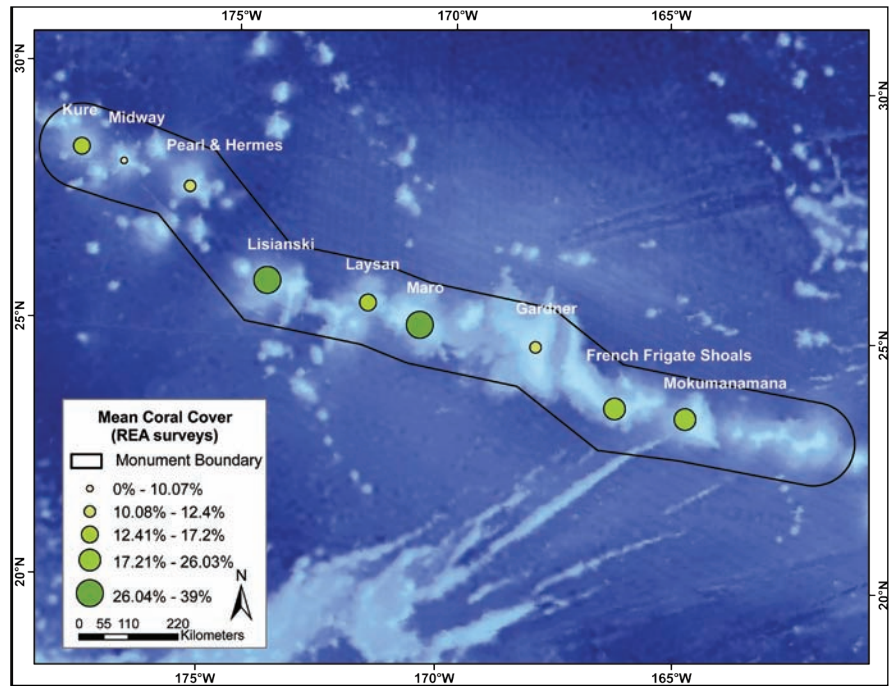 175°W
170°W
165°W
30°N
30°N
Kure
Midway
Pearl & Hermes
Lisianski
Laysan
Maro
Gardner
French Frigate Shoals
Mokumanamana
25°N
25°N
20°N
20°N
Mean Coral Cover
(REA surveys)
Monument Boundary
0% - 10.07%
10.08% - 12.4%
12.41% - 17.2%
17.21% - 26.03%
26.04% - 39%
N
0 55 110 220
Kilometers
175°W
170°W
165°W